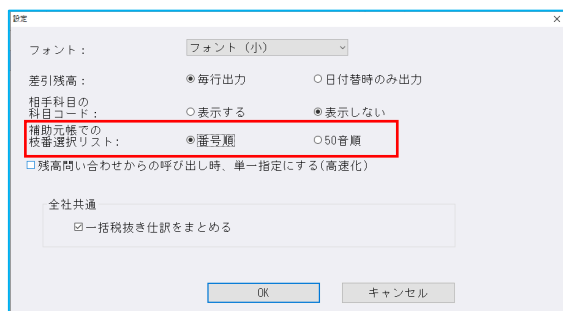 設定
フォント： フォント（小）
差引残高： 毎行出力 日付替時のみ出力
相手科目の
科目コード： 表示する 表示しない
補助元帳での
枝番選択リスト： 番号順 50音順
残高問い合わせからの呼び出し時、単一指定にする(高速化)
全社共通
一括税抜き仕訳をまとめる
OK キャンセル